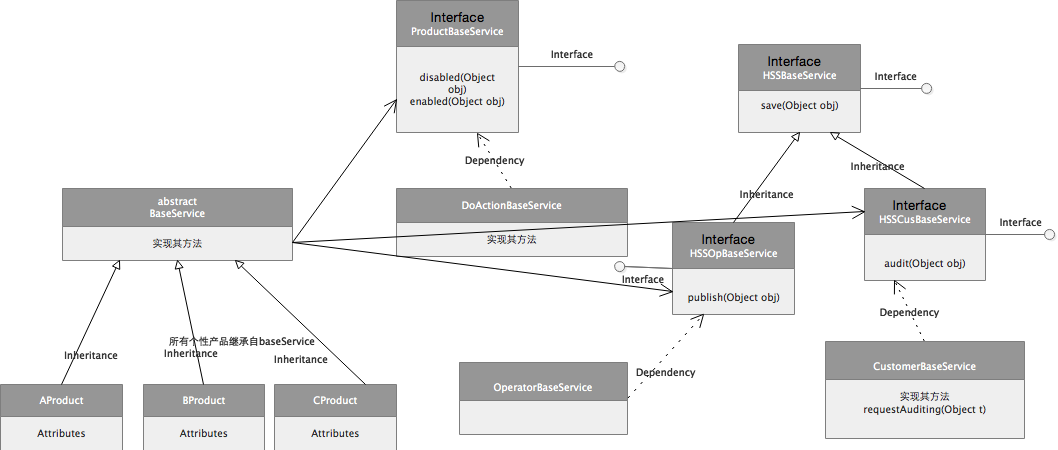 Interface
ProductBaseService
disabled(Object
obj)
enabled(Object obj)
Interface
Interface
HSSBaseService
save(Object obj)
Interface
Dependency
Inheritance
Inheritance
abstract
BaseService
实现其方法
DoActionBaseService
实现其方法
Interface
HSSOpBaseService
publish(Object obj)
Interface
Interface
HSSCusBaseService
audit(Object obj)
Interface
Dependency
所有个性产品继承自baseService
Inheritance
Inheritance
Inheritance
AProduct
Attributes
BProduct
Attributes
CProduct
Attributes
OperatorBaseService
Dependency
CustomerBaseService
实现其方法
requestAuditing(Object t)